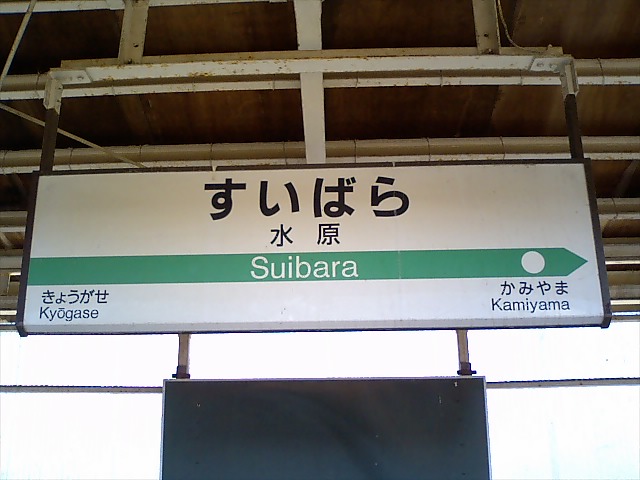 すいばら
水原
Suibara
きょうがせ
Kyōgase
かみやま
Kamiyama